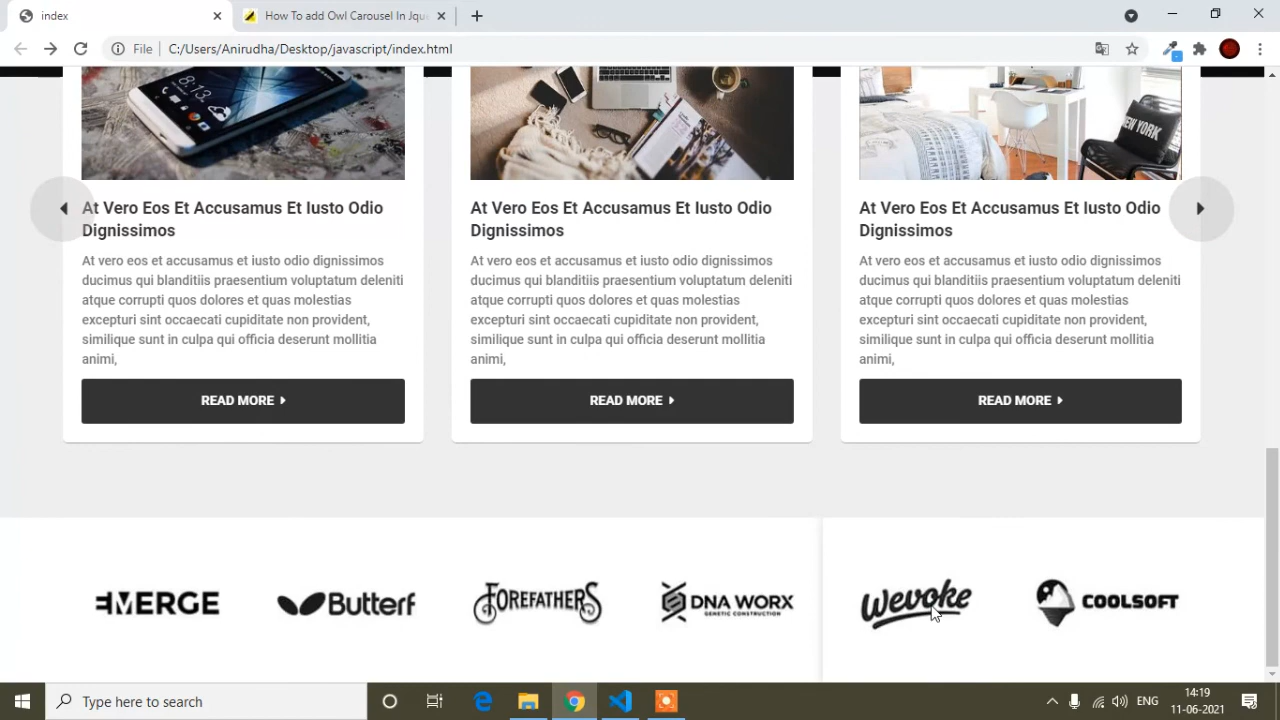 index
How To add Owl Carousel In Jque
File
C:/Users/Anirudha/Desktop/javascript/index.html
8:13
NEW YORK
At Vero Eos Et Accusamus Et Iusto Odio
Dignissimos
At vero eos et accusamus et iusto odio dignissimos
ducimus qui blanditiis praesentium voluptatum deleniti
atque corrupti quos dolores et quas molestias
excepturi sint occaecati cupiditate non provident,
similique sunt in culpa qui officia deserunt mollitia
animi,
READ MORE
At Vero Eos Et Accusamus Et Iusto Odio
Dignissimos
At vero eos et accusamus et iusto odio dignissimos
ducimus qui blanditiis praesentium voluptatum deleniti
atque corrupti quos dolores et quas molestias
excepturi sint occaecati cupiditate non provident,
similique sunt in culpa qui officia deserunt mollitia
animi,
READ MORE
At Vero Eos Et Accusamus Et Iusto Odio
Dignissimos
At vero eos et accusamus et iusto odio dignissimos
ducimus qui blanditiis praesentium voluptatum deleniti
atque corrupti quos dolores et quas molestias
excepturi sint occaecati cupiditate non provident,
similique sunt in culpa qui officia deserunt mollitia
animi,
READ MORE
EMERGE
Butterf
FOREFATHERS
DNA WORX
GENETIC CONSTRUCTION
wevoke
COOLSOFT
Type here to search
ENG
14:19
11-06-2021